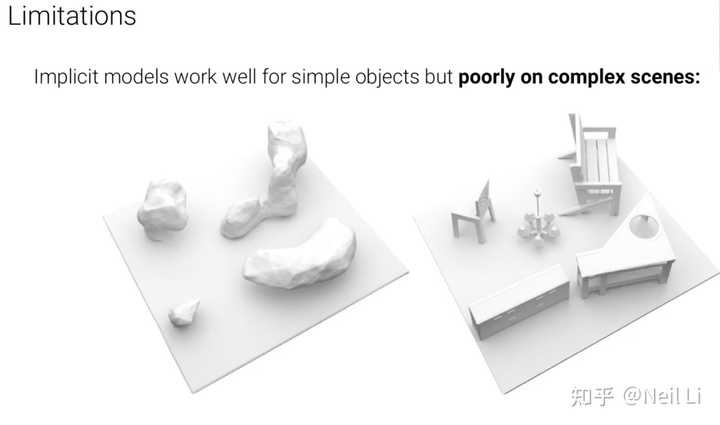 Limitations
Implicit models work well for simple objects but poorly on complex scenes:
知乎 @Neil Li